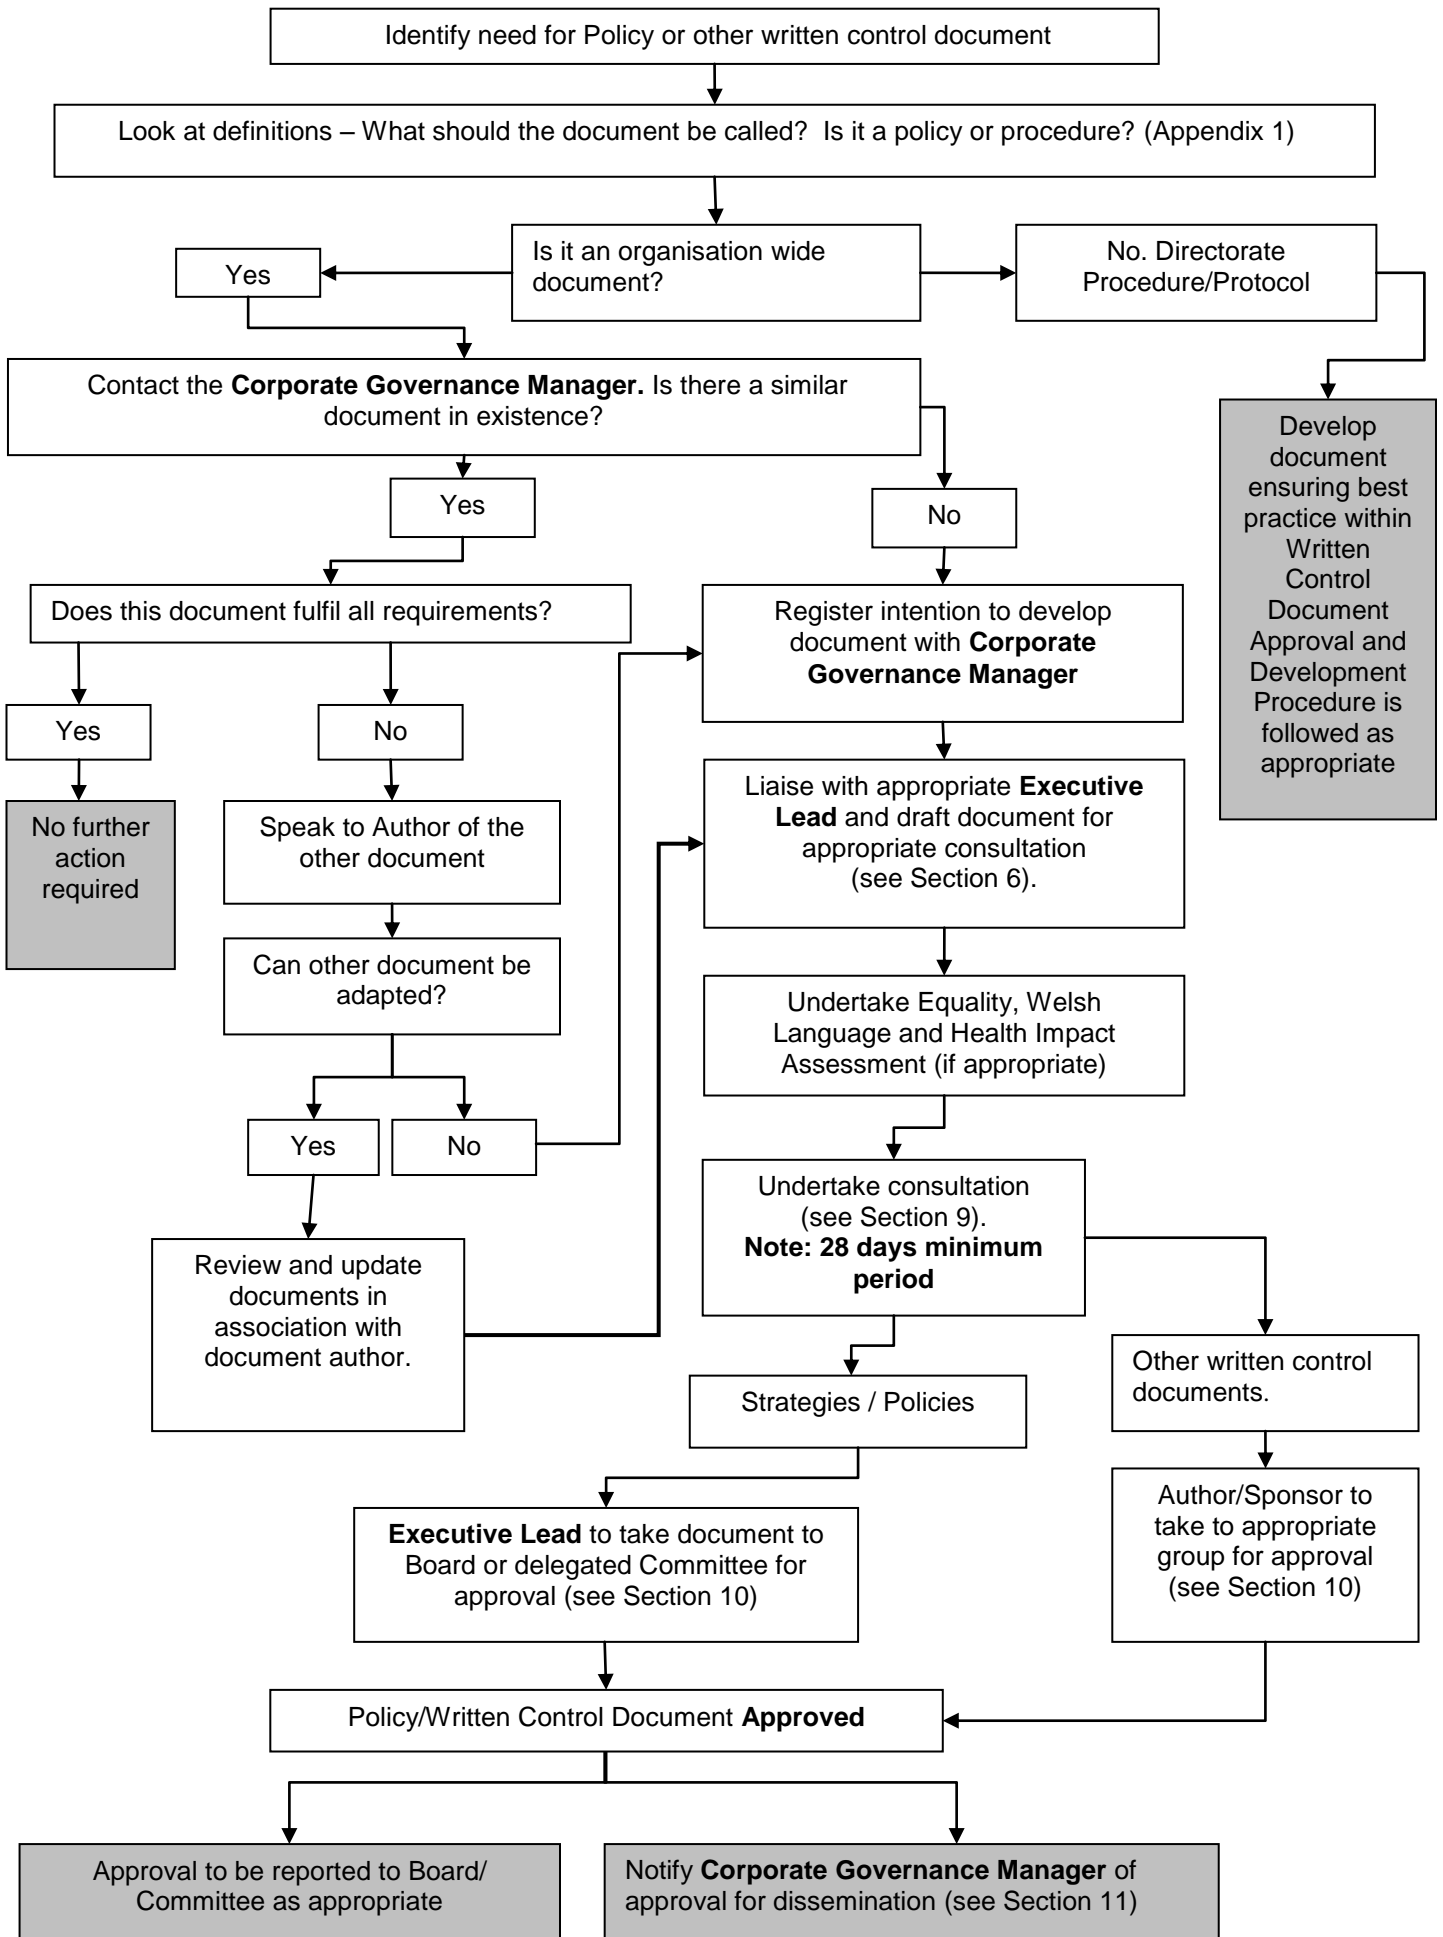 Identify need for Policy or other written control document
Look at definitions – What should the document be called? Is it a policy or procedure? (Appendix 1)
Is it an organisation wide
document?
No. Directorate
Procedure/Protocol
Yes
Contact the Corporate Governance Manager. Is there a similar
document in existence?
Develop
document
ensuring best
practice within
Written
Control
Document
Approval and
Development
Procedure is
followed as
appropriate
Yes
No
Does this document fulfil all requirements?
Register intention to develop
document with Corporate
Governance Manager
Yes
No
No further
action
required
Speak to Author of the
other document
Liaise with appropriate Executive
Lead and draft document for
appropriate consultation
(see Section 6).
Can other document be
adapted?
Undertake Equality, Welsh
Language and Health Impact
Assessment (if appropriate)
Yes
No
Undertake consultation
(see Section 9).
Note: 28 days minimum
period
Review and update
documents in
association with
document author.
Other written control
documents.
Strategies / Policies
Executive Lead to take document to
Board or delegated Committee for
approval (see Section 10)
Author/Sponsor to
take to appropriate
group for approval
(see Section 10)
Policy/Written Control Document Approved
Approval to be reported to Board/
Committee as appropriate
Notify Corporate Governance Manager of
approval for dissemination (see Section 11)